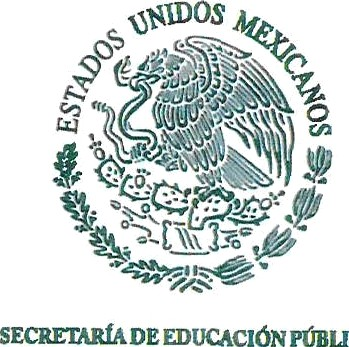 ESTADOS UNIDOS MEXICANOS
SECRETARÍA DE EDUCACIÓN PÚBLI